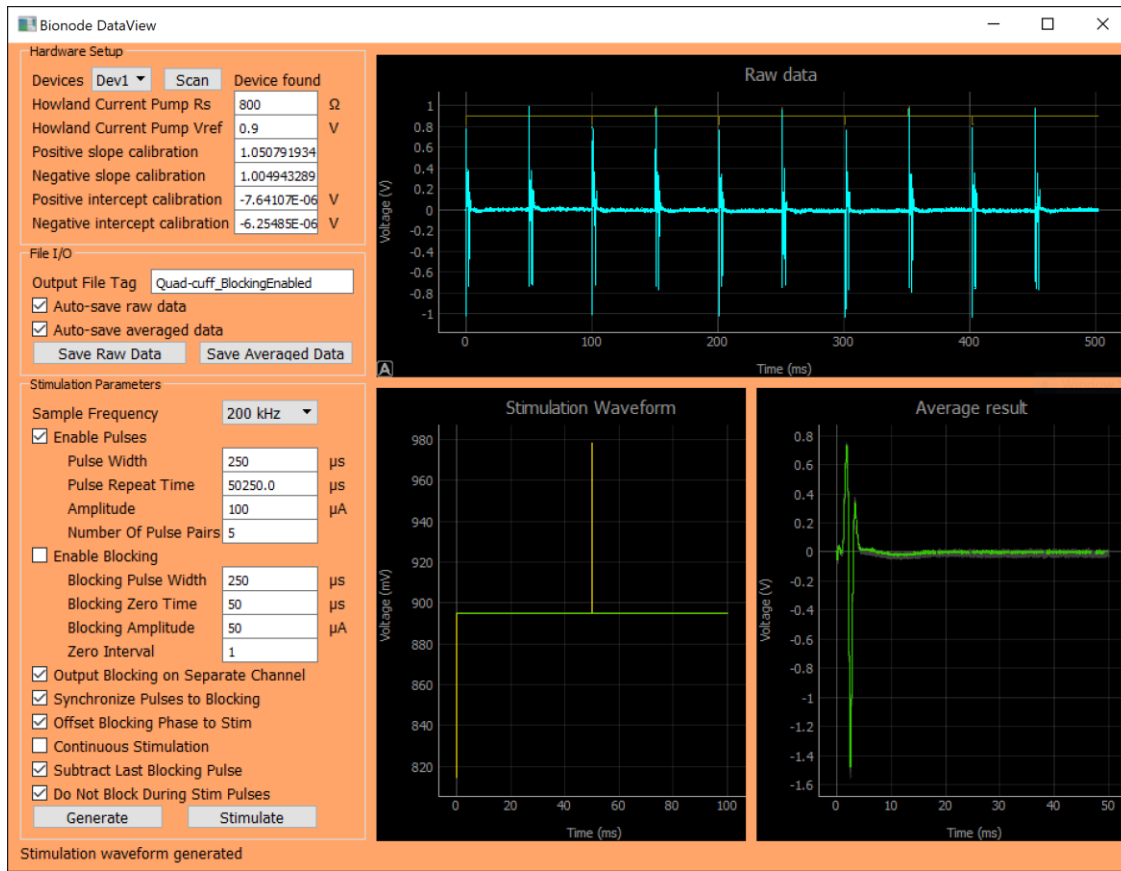 Bionode DataView
Hardware Setup
Devices Dev1 Scan Device found
Howland Current Pump Rs 800 Ω
Howland Current Pump Vref 0.9 V
Positive slope calibration 1.050791934
Negative slope calibration 1.004943289
Positive intercept calibration -7.64107E-06 V
Negative intercept calibration -6.25485E-06 V
File I/O
Output File Tag Quad-cuff_BlockingEnabled
Auto-save raw data
Auto-save averaged data
Save Raw Data Save Averaged Data
Stimulation Parameters
Sample Frequency 200 kHz
Enable Pulses
Pulse Width 250 µs
Pulse Repeat Time 50250.0 µs
Amplitude 100 µA
Number Of Pulse Pairs 5
Enable Blocking
Blocking Pulse Width 250 µs
Blocking Zero Time 50 µs
Blocking Amplitude 50 µA
Zero Interval 1
Output Blocking on Separate Channel
Synchronize Pulses to Blocking
Offset Blocking Phase to Stim
Continuous Stimulation
Subtract Last Blocking Pulse
Do Not Block During Stim Pulses
Generate Stimulate
Stimulation waveform generated
Raw data
Voltage (V)
1
0.8
0.6
0.4
0.2
0
-0.2
-0.4
-0.6
-0.8
-1
0 100 200 300 400 500
Time (ms)
A
Stimulation Waveform
Voltage (mV)
980
960
940
920
900
880
860
840
820
0 20 40 60 80 100
Time (ms)
Average result
Voltage (V)
0.8
0.6
0.4
0.2
0
-0.2
-0.4
-0.6
-0.8
-1
-1.2
-1.4
-1.6
0 10 20 30 40 50
Time (ms)